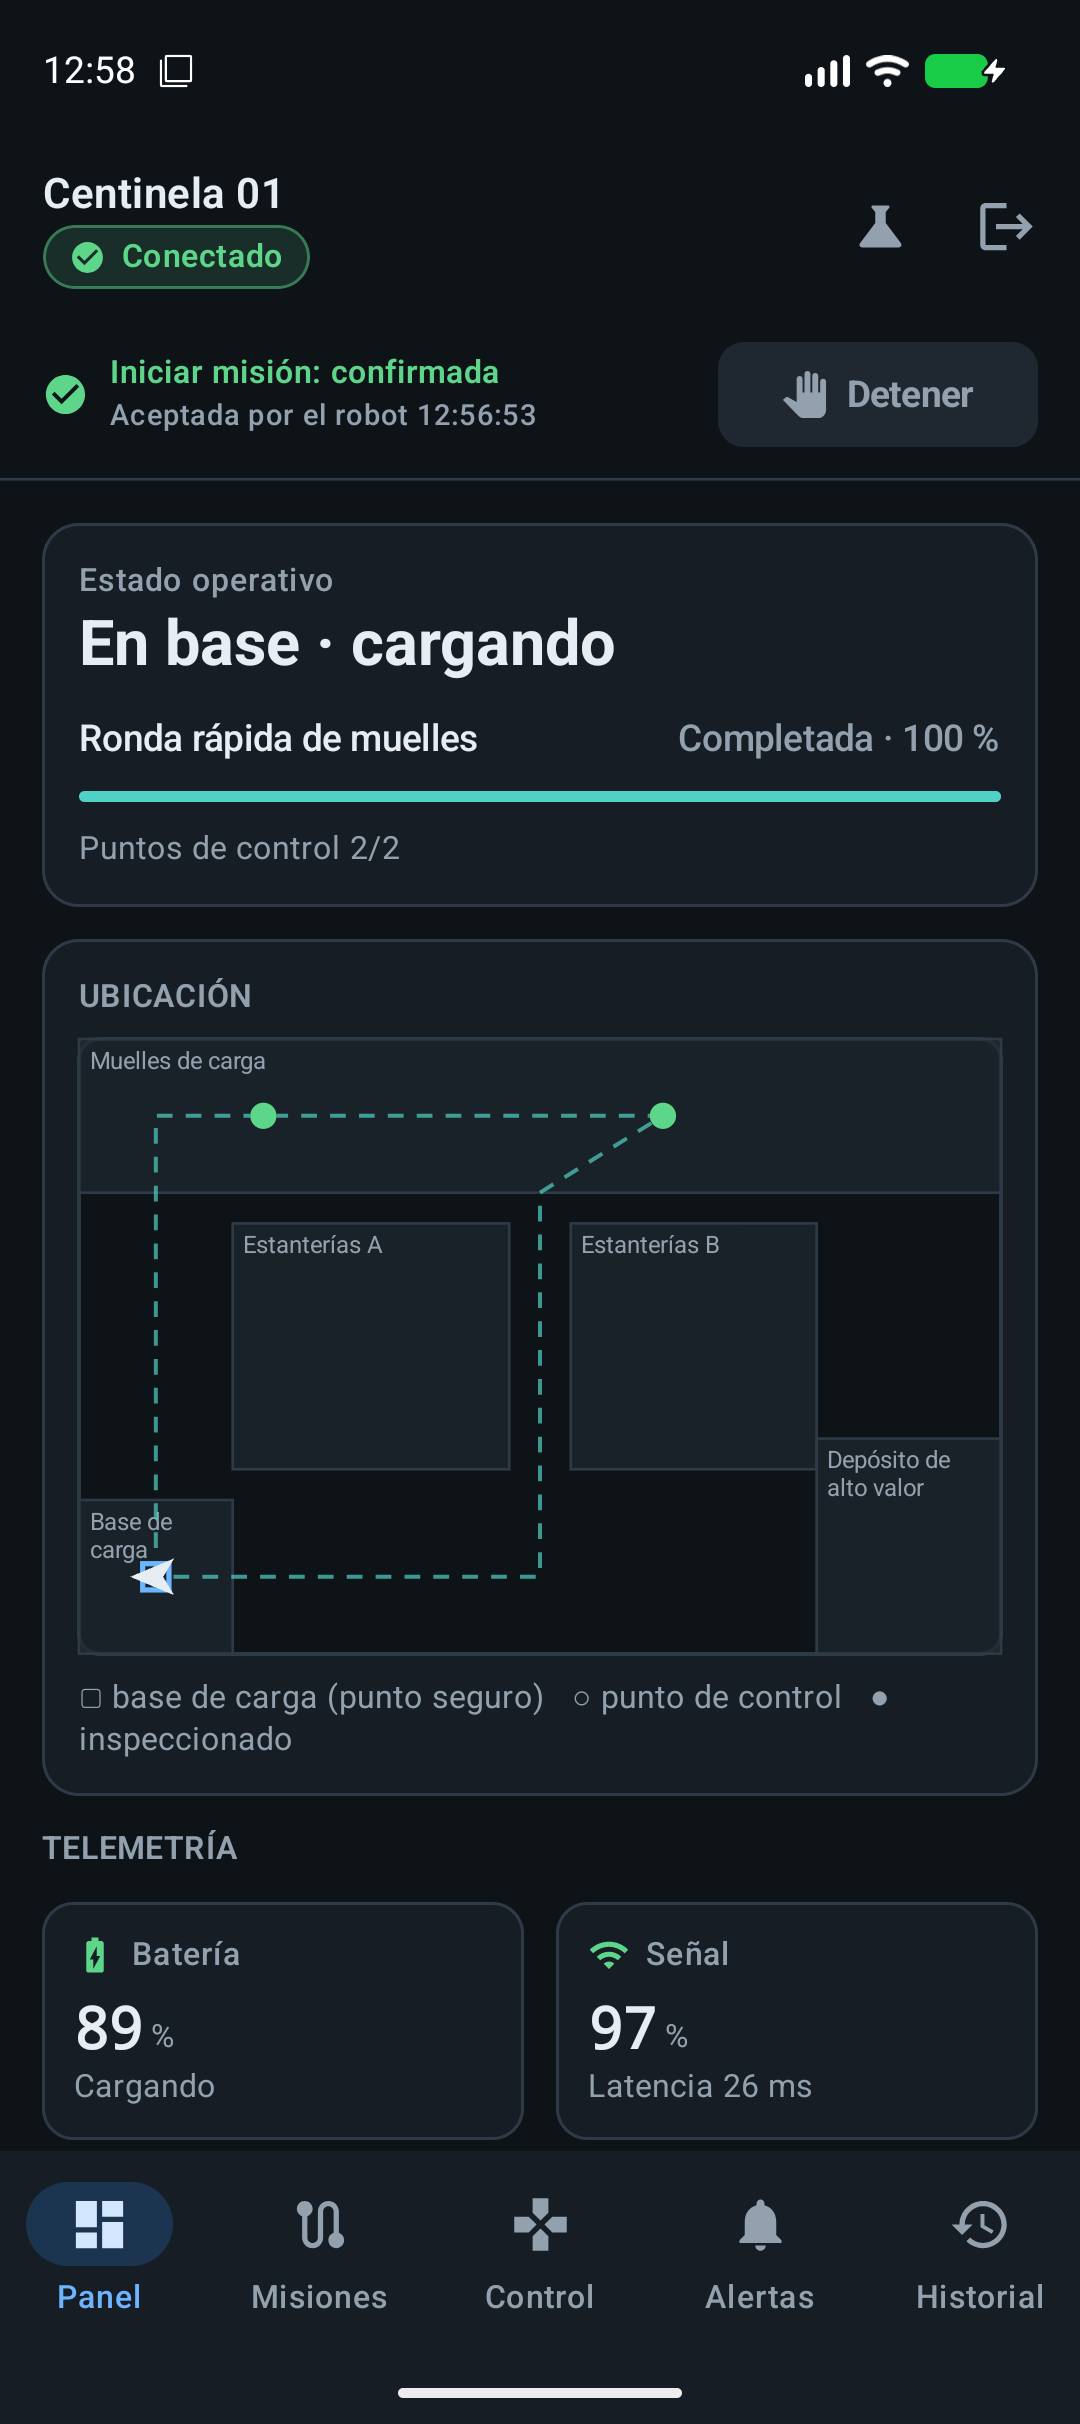 12:58
Centinela 01
Conectado
Iniciar misión: confirmada
Aceptada por el robot 12:56:53
Detener
Estado operativo
En base · cargando
Ronda rápida de muelles
Completada · 100 %
Puntos de control 2/2
UBICACIÓN
Muelles de carga
Estanterías A
Estanterías B
Depósito de
alto valor
Base de
carga
▢ base de carga (punto seguro) ○ punto de control ●
inspeccionado
TELEMETRÍA
Batería
89 %
Cargando
Señal
97 %
Latencia 26 ms
Panel
Misiones
Control
Alertas
Historial